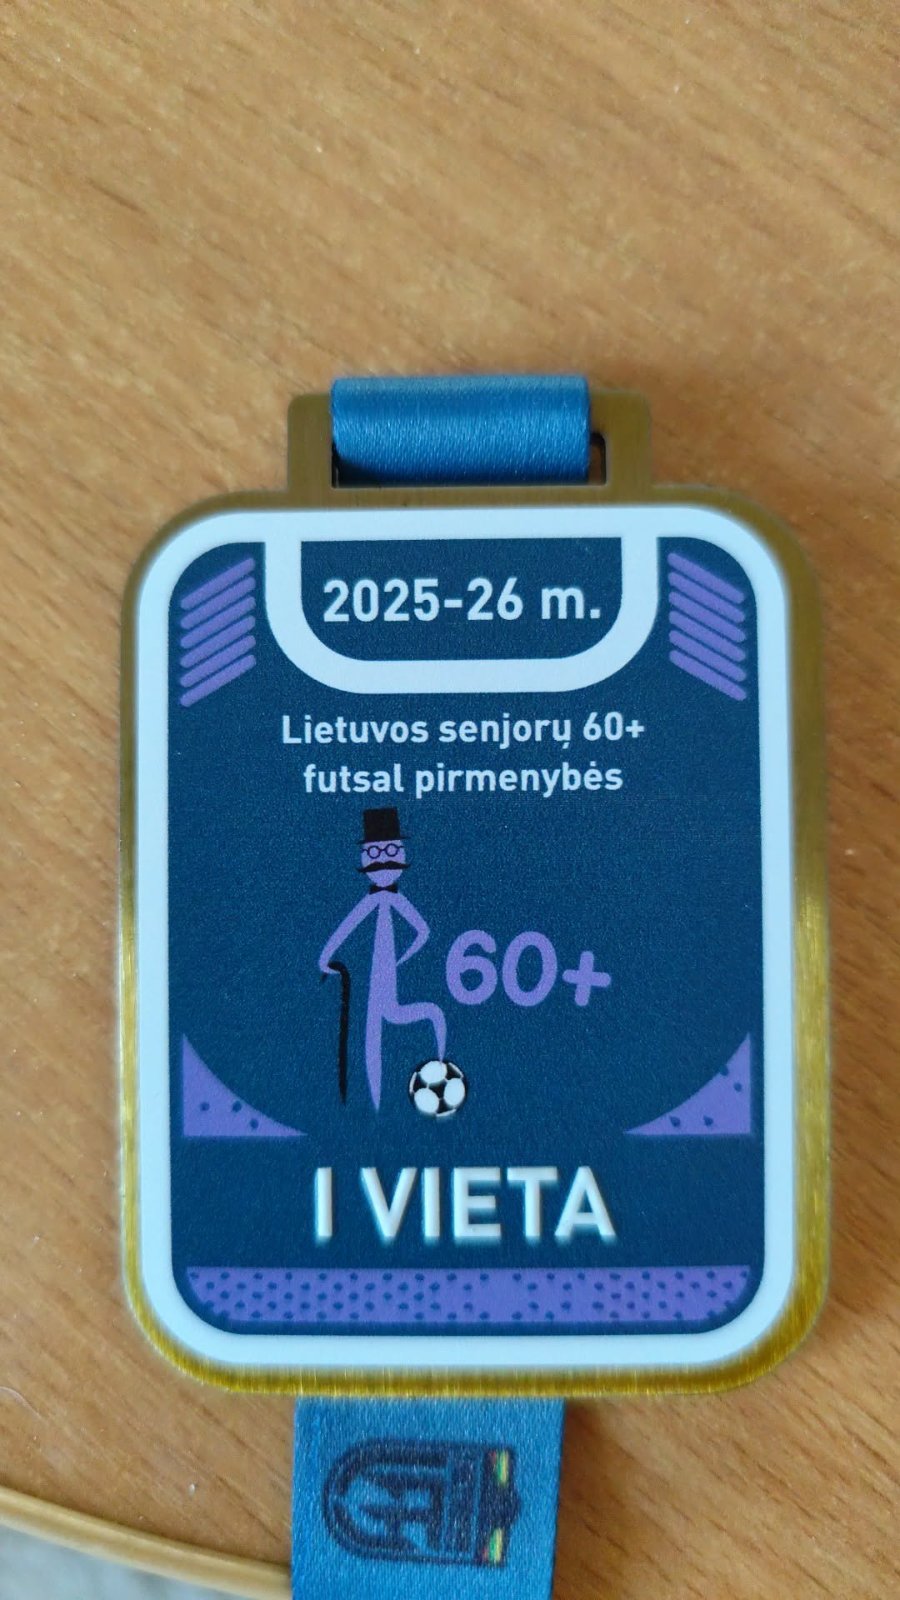 2025-26 m.
Lietuvos senjorų 60+
futsal pirmenybės
60+
I VIETA